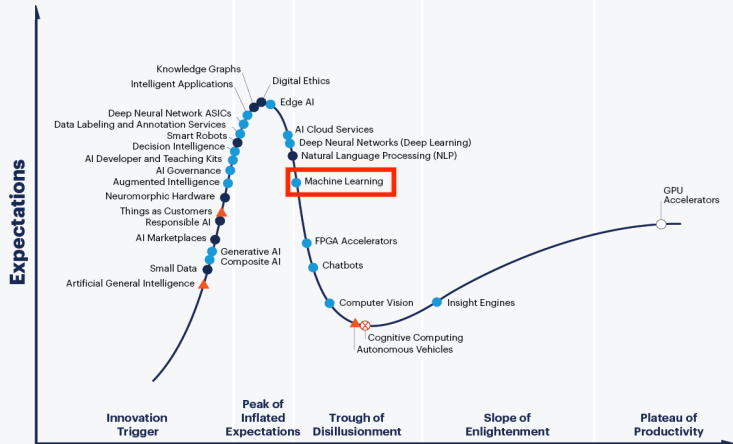 Expectations
Knowledge Graphs
Intelligent Applications
Digital Ethics
Edge AI
Deep Neural Network ASICs
Data Labeling and Annotation Services
Smart Robots
Decision Intelligence
AI Developer and Teaching Kits
AI Governance
Augmented Intelligence
Neuromorphic Hardware
Things as Customers
Responsible AI
AI Marketplaces
Generative AI
Composite AI
Small Data
Artificial General Intelligence
AI Cloud Services
Deep Neural Networks (Deep Learning)
Natural Language Processing (NLP)
Machine Learning
FPGA Accelerators
Chatbots
Computer Vision
Cognitive Computing
Autonomous Vehicles
Insight Engines
GPU
Accelerators
Innovation
Trigger
Peak of
Inflated
Expectations
Trough of
Disillusionment
Slope of
Enlightenment
Plateau of
Productivity